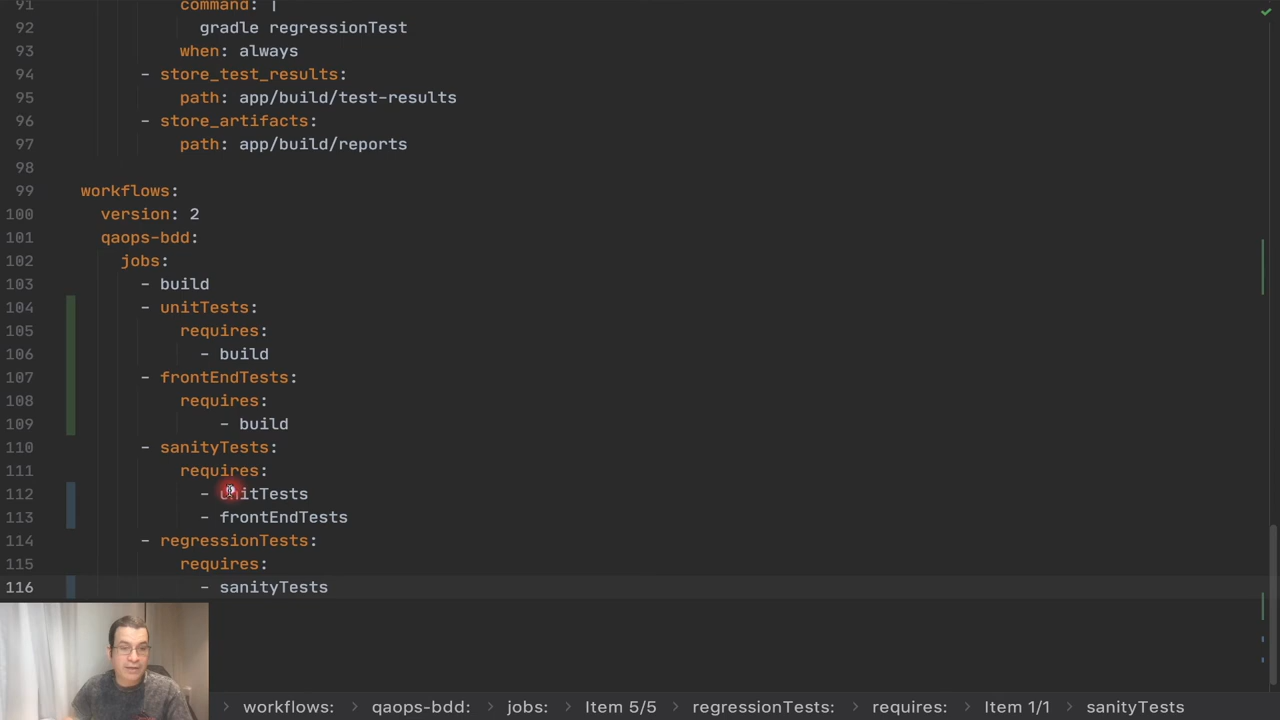 91 command: |
92 gradle regressionTest
93 when: always
94 - store_test_results:
95 path: app/build/test-results
96 - store_artifacts:
97 path: app/build/reports
98
99 workflows:
100 version: 2
101 qaops-bdd:
102 jobs:
103 - build
104 - unitTests:
105 requires:
106 - build
107 - frontEndTests:
108 requires:
109 - build
110 - sanityTests:
111 requires:
112 - unitTests
113 - frontEndTests
114 - regressionTests:
115 requires:
116 - sanityTests
› workflows: › qaops-bdd: › jobs: › Item 5/5 › regressionTests: › requires: › Item 1/1 › sanityTests